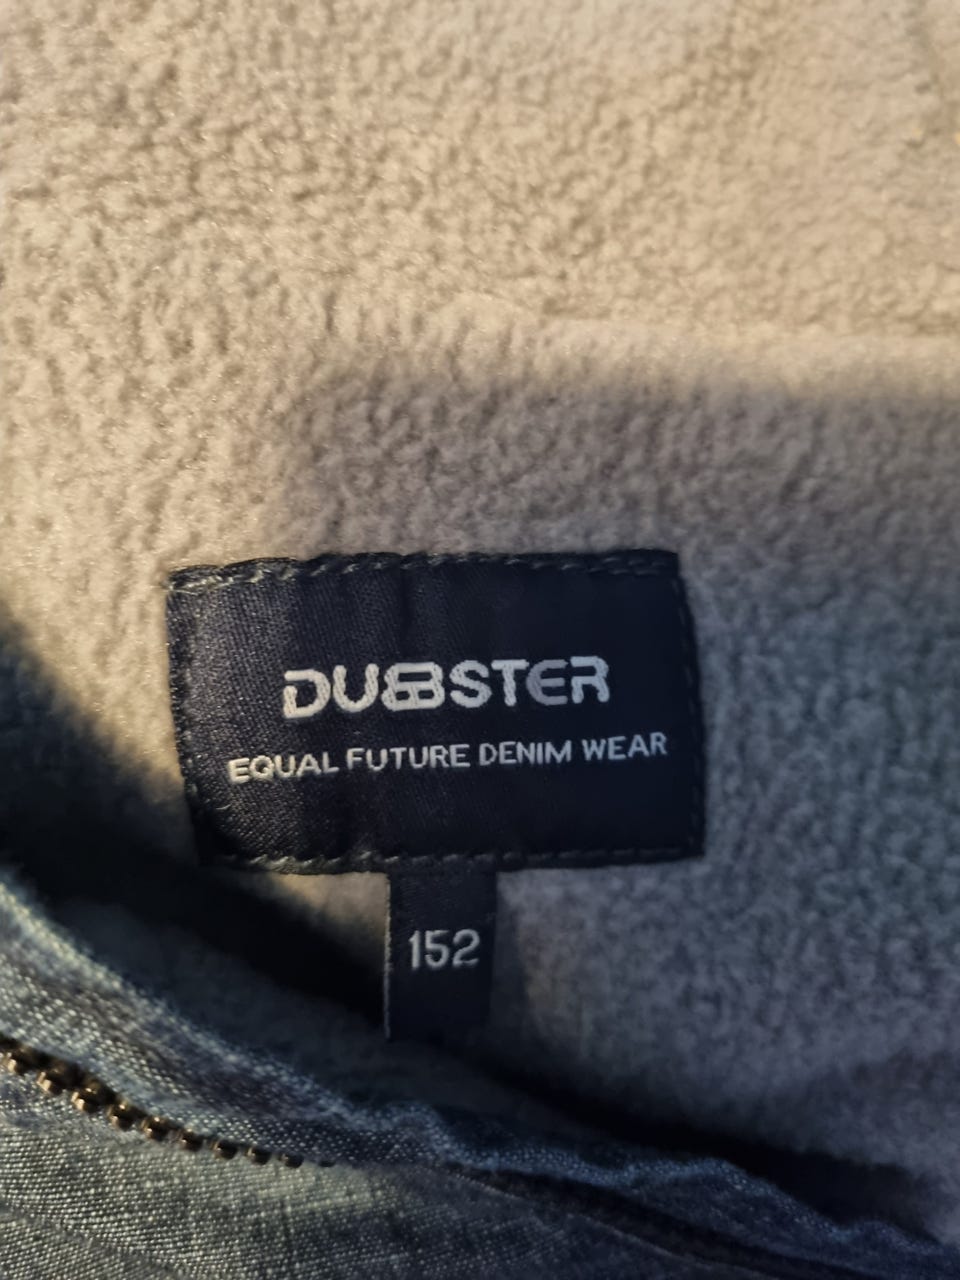 DUBSTER
EQUAL FUTURE DENIM WEAR
152